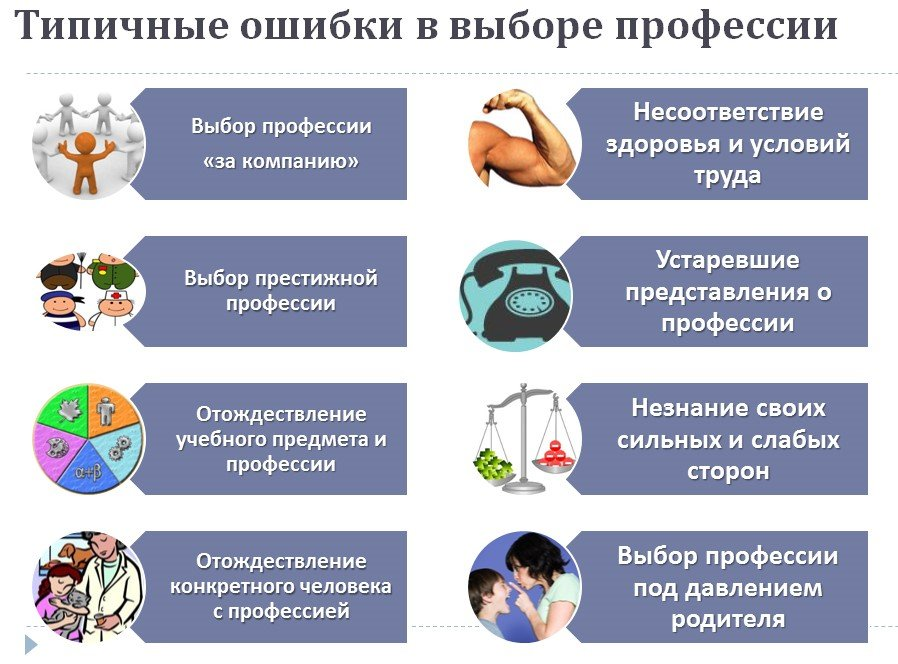 Типичные ошибки в выборе профессии
Выбор профессии
«за компанию»
Выбор престижной
профессии
Отождествление
учебного предмета и
профессии
Отождествление
конкретного человека
с профессией
Несоответствие
здоровья и условий
труда
Устаревшие
представления о
профессии
Незнание своих
сильных и слабых
сторон
Выбор профессии
под давлением
родителя
α+β